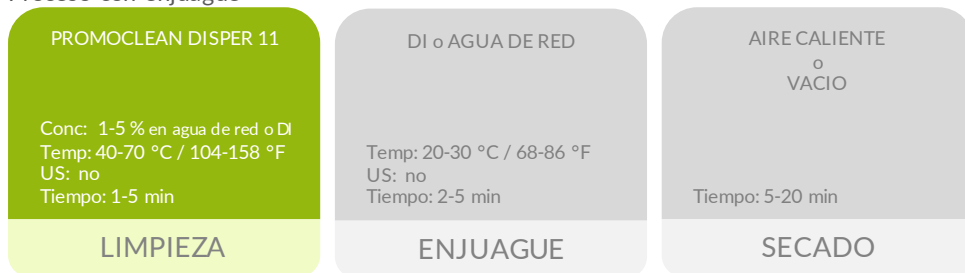 Proceso con enjuague
PROMOCLEAN DISPER 11
Conc: 1-5 % en agua de red o DI
Temp: 40-70 °C / 104-158 °F
US: no
Tiempo: 1-5 min
LIMPIEZA
DI o AGUA DE RED
Temp: 20-30 °C / 68-86 °F
US: no
Tiempo: 2-5 min
ENJUAGUE
AIRE CALIENTE
o
VACIO
Tiempo: 5-20 min
SECADO